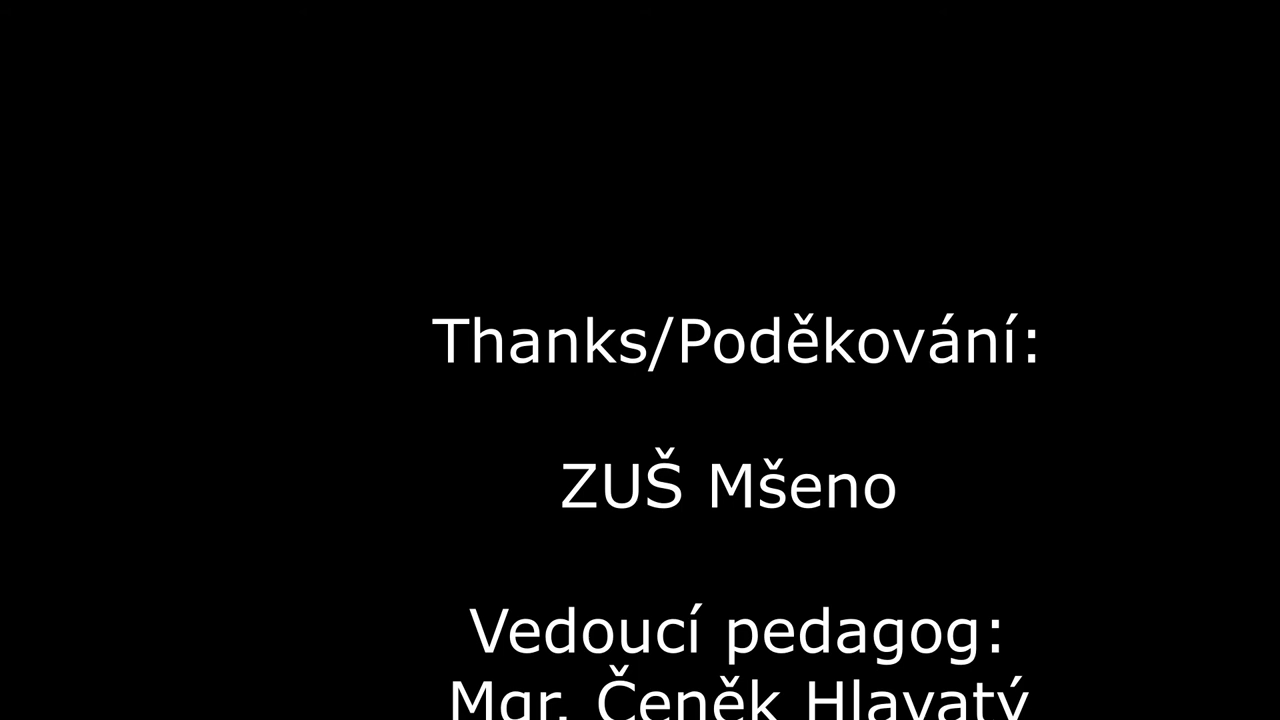 Thanks/Poděkování:
ZUŠ Mšeno
Vedoucí pedagog:
Mgr. Čeněk Hlavatý